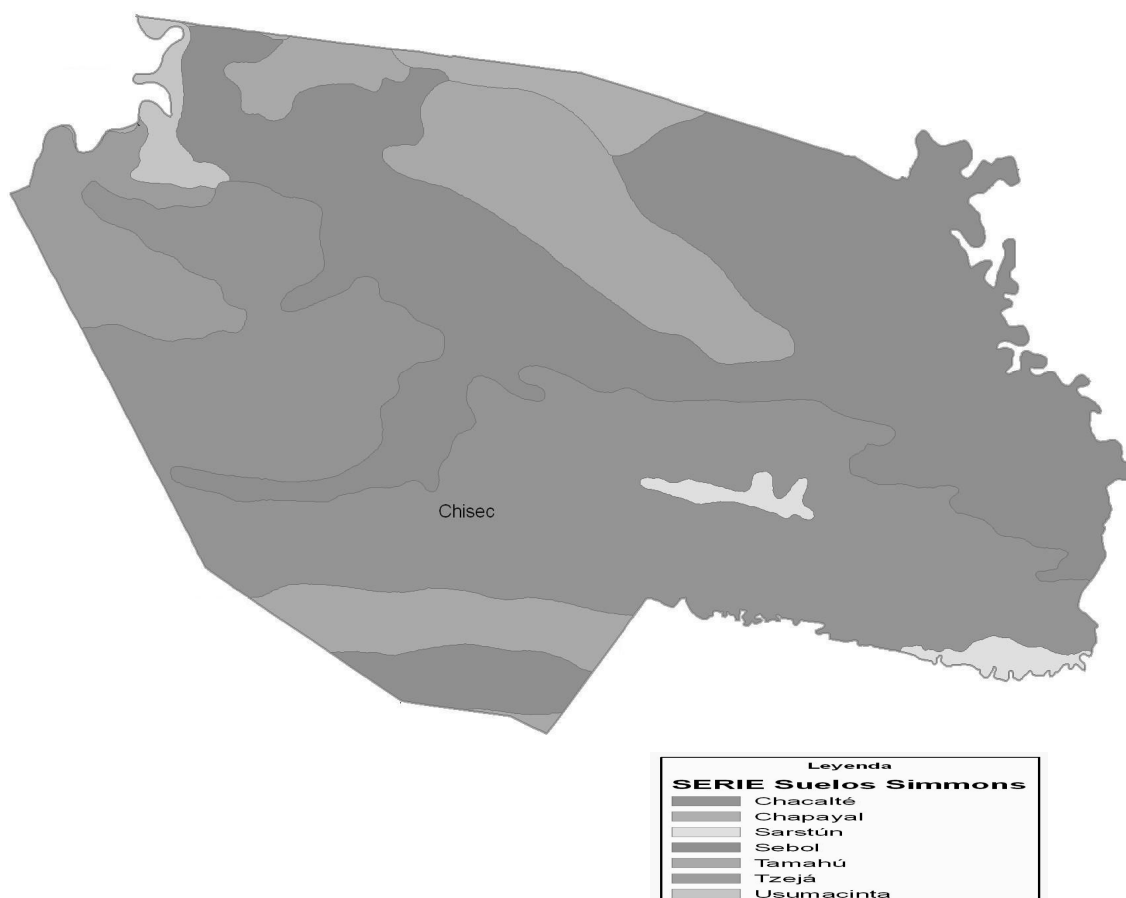 Chisec
Leyenda
SERIE Suelos Simmons
Chacalté
Chapayal
Sarstún
Sebol
Tamahú
Tzejá
Usumacinta